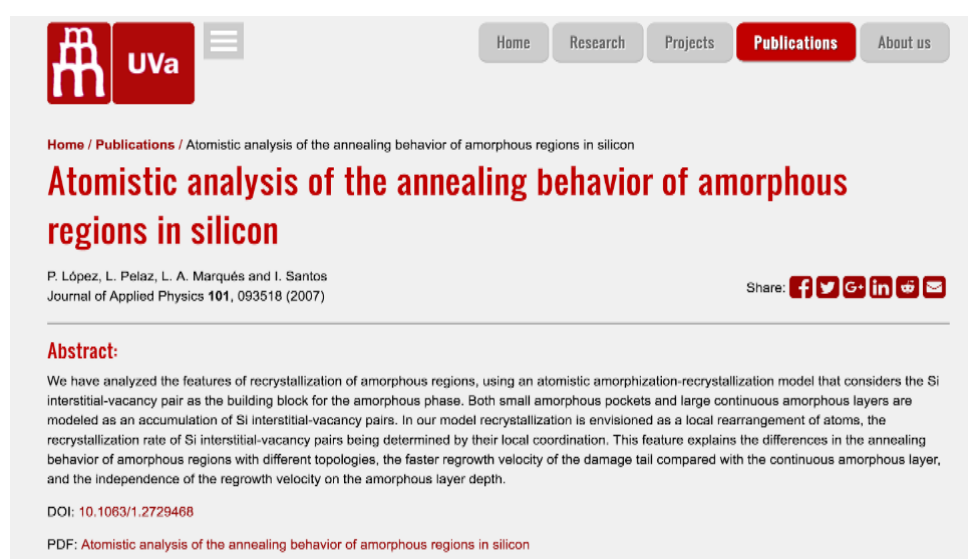 UVa
Home
Research
Projects
Publications
About us
Home / Publications / Atomistic analysis of the annealing behavior of amorphous regions in silicon
Atomistic analysis of the annealing behavior of amorphous
regions in silicon
P. López, L. Pelaz, L. A. Marqués and I. Santos
Journal of Applied Physics 101, 093518 (2007)
Share:
Abstract:
We have analyzed the features of recrystallization of amorphous regions, using an atomistic amorphization-recrystallization model that considers the Si
interstitial-vacancy pair as the building block for the amorphous phase. Both small amorphous pockets and large continuous amorphous layers are
modeled as an accumulation of Si interstitial-vacancy pairs. In our model recrystallization is envisioned as a local rearrangement of atoms, the
recrystallization rate of Si interstitial-vacancy pairs being determined by their local coordination. This feature explains the differences in the annealing
behavior of amorphous regions with different topologies, the faster regrowth velocity of the damage tail compared with the continuous amorphous layer,
and the independence of the regrowth velocity on the amorphous layer depth.
DOI: 10.1063/1.2729468
PDF: Atomistic analysis of the annealing behavior of amorphous regions in silicon